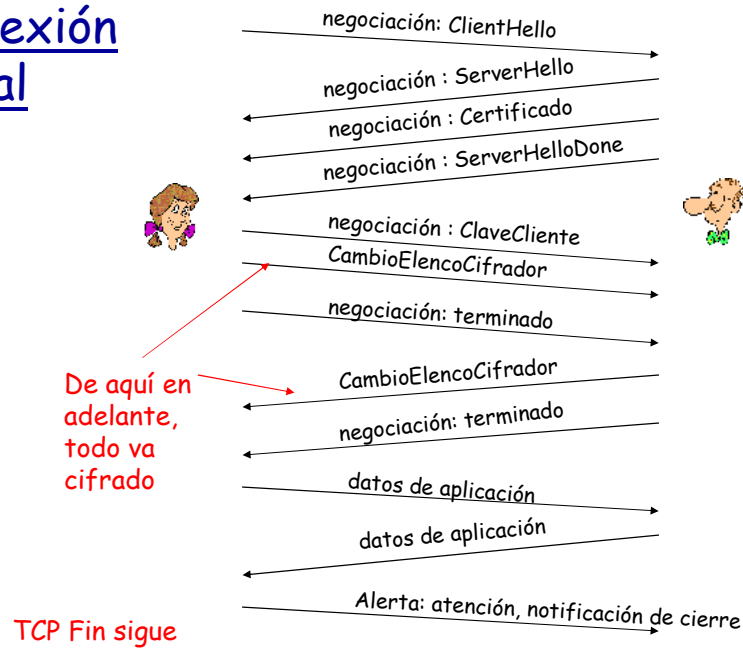 exión
al
negociación: ClientHello
negociación : ServerHello
negociación : Certificado
negociación : ServerHelloDone
negociación : ClaveCliente
CambioElencoCifrador
negociación: terminado
CambioElencoCifrador
negociación: terminado
datos de aplicación
datos de aplicación
Alerta: atención, notificación de cierre
De aquí en
adelante,
todo va
cifrado
TCP Fin sigue